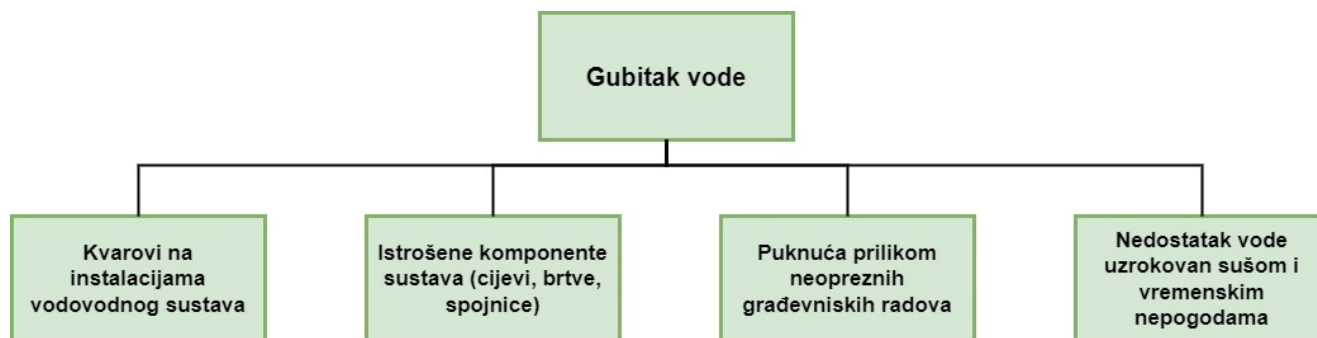 Gubitak vode
Kvarovi na
instalacijama
vodovodnog sustava
Istrošene komponente
sustava (cijevi, brtve,
spojnice)
Puknuća prilikom
neopreznih
građevniskih radova
Nedostatak vode
uzrokovan sušom i
vremenskim
nepogodama